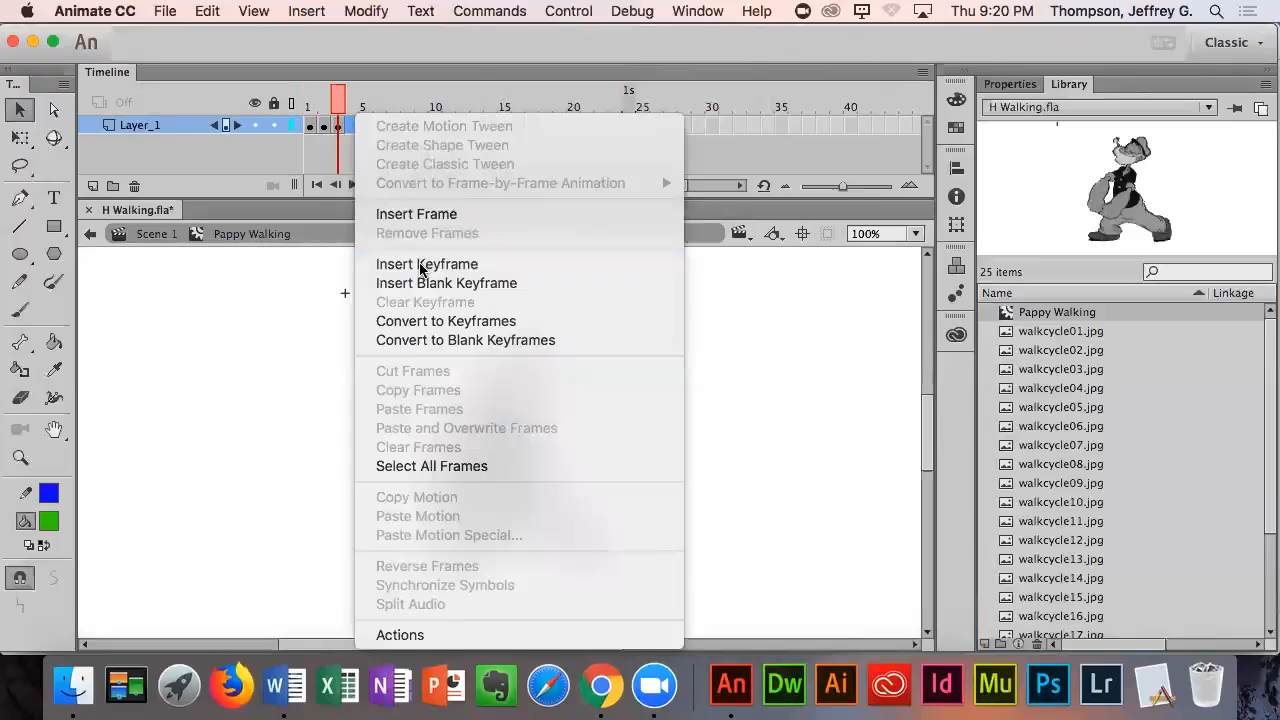 Animate CC File Edit View Insert Modify Text Commands Control Debug Window Help Thu 9:20 PM Thompson, Jeffrey G.
An Classic
T... Timeline Properties Library
Off 1 5 10 15 20 1s 25 30 35 40
H Walking.fla
Layer_1
Create Motion Tween
Create Shape Tween
Create Classic Tween
Convert to Frame-by-Frame Animation
H Walking.fla*
Insert Frame
Remove Frames
Scene 1 Pappy Walking 100%
Insert Keyframe
Insert Blank Keyframe
Clear Keyframe
Convert to Keyframes
Convert to Blank Keyframes
Cut Frames
Copy Frames
Paste Frames
Paste and Overwrite Frames
Clear Frames
Select All Frames
Copy Motion
Paste Motion
Paste Motion Special...
Reverse Frames
Synchronize Symbols
Split Audio
Actions
25 items
Name Linkage
Pappy Walking
walkcycle01.jpg
walkcycle02.jpg
walkcycle03.jpg
walkcycle04.jpg
walkcycle05.jpg
walkcycle06.jpg
walkcycle07.jpg
walkcycle08.jpg
walkcycle09.jpg
walkcycle10.jpg
walkcycle11.jpg
walkcycle12.jpg
walkcycle13.jpg
walkcycle14.jpg
walkcycle15.jpg
walkcycle16.jpg
walkcycle17.jpg
W X N P An Dw Ai Id Mu Ps Lr